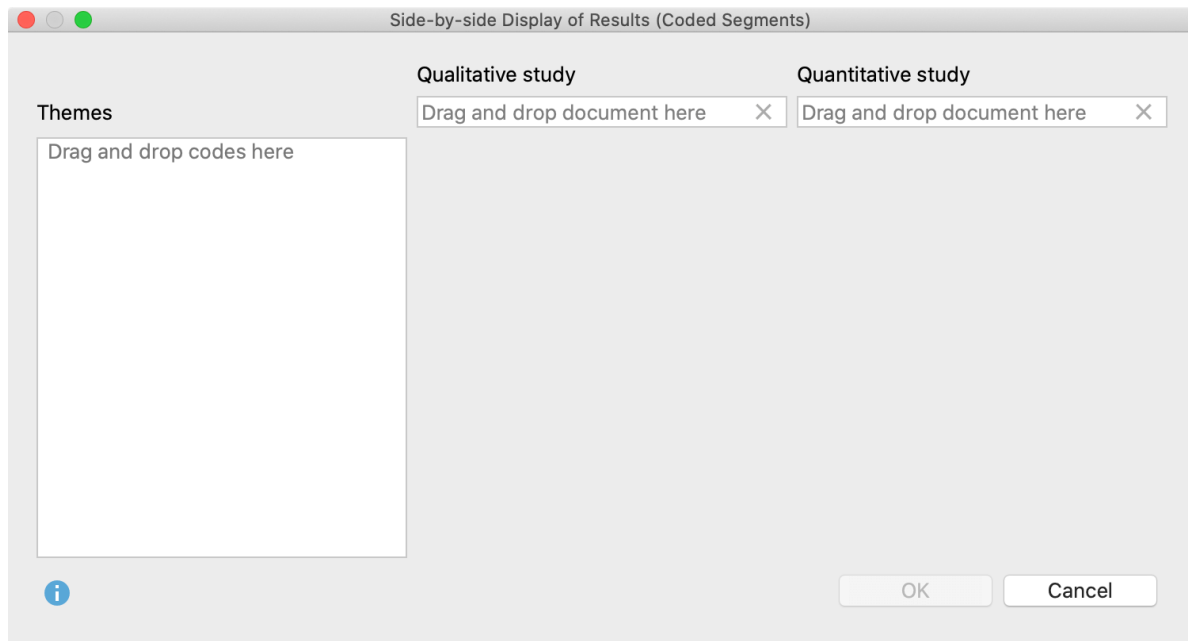 Side-by-side Display of Results (Coded Segments)
Qualitative study
Quantitative study
Themes
Drag and drop document here
Drag and drop document here
Drag and drop codes here
OK
Cancel